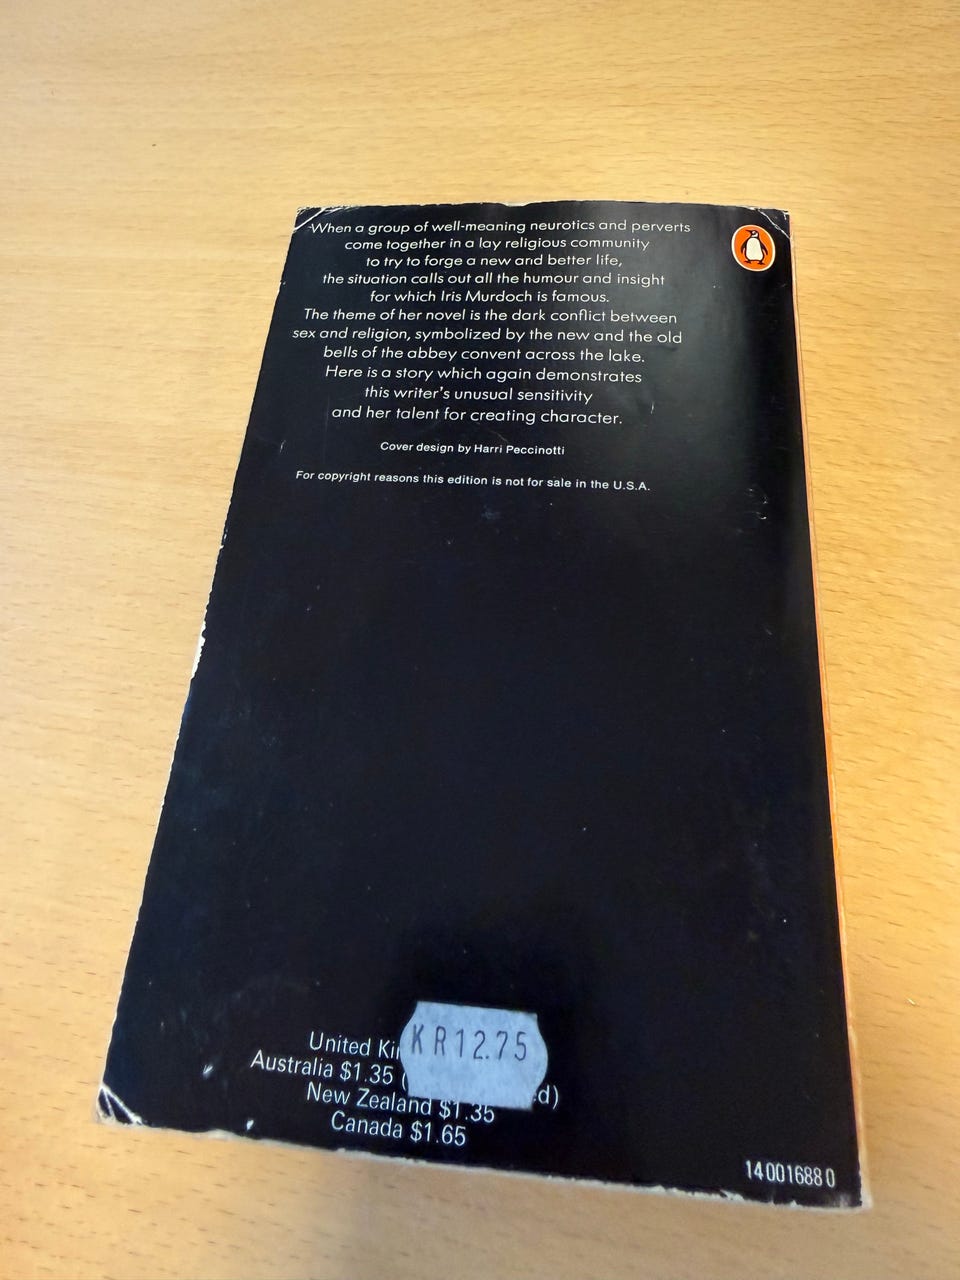 When a group of well-meaning neurotics and perverts
come together in a lay religious community
to try to forge a new and better life,
the situation calls out all the humour and insight
for which Iris Murdoch is famous.
The theme of her novel is the dark conflict between
sex and religion, symbolized by the new and the old
bells of the abbey convent across the lake.
Here is a story which again demonstrates
this writer's unusual sensitivity
and her talent for creating character.
Cover design by Harri Peccinotti
For copyright reasons this edition is not for sale in the U.S.A.
KR12.75
United
Australia $1.35
New Zealand $1.35
Canada $1.65
14 001688 0